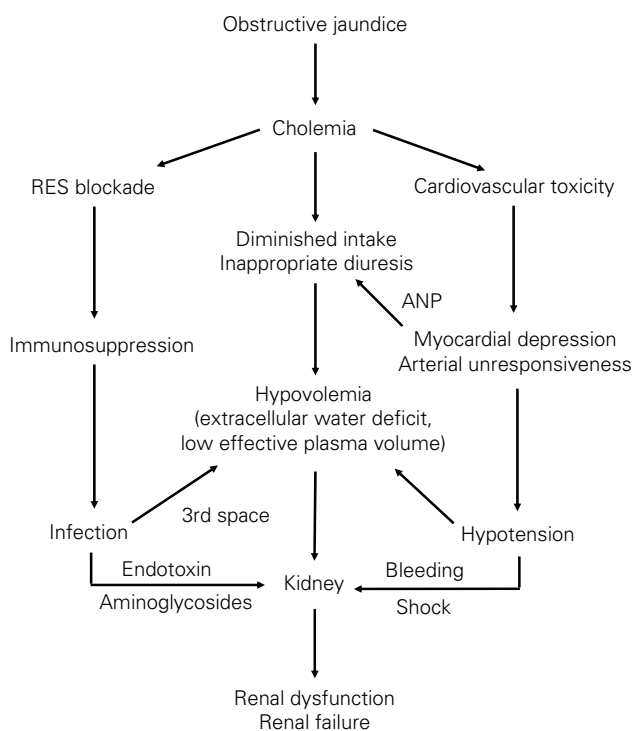 Obstructive jaundice
Cholemia
RES blockade
Cardiovascular toxicity
Diminished intake
Inappropriate diuresis
ANP
Immunosuppression
Myocardial depression
Arterial unresponsiveness
Hypovolemia
(extracellular water deficit,
low effective plasma volume)
3rd space
Infection
Hypotension
Endotoxin
Aminoglycosides
Kidney
Bleeding
Shock
Renal dysfunction
Renal failure